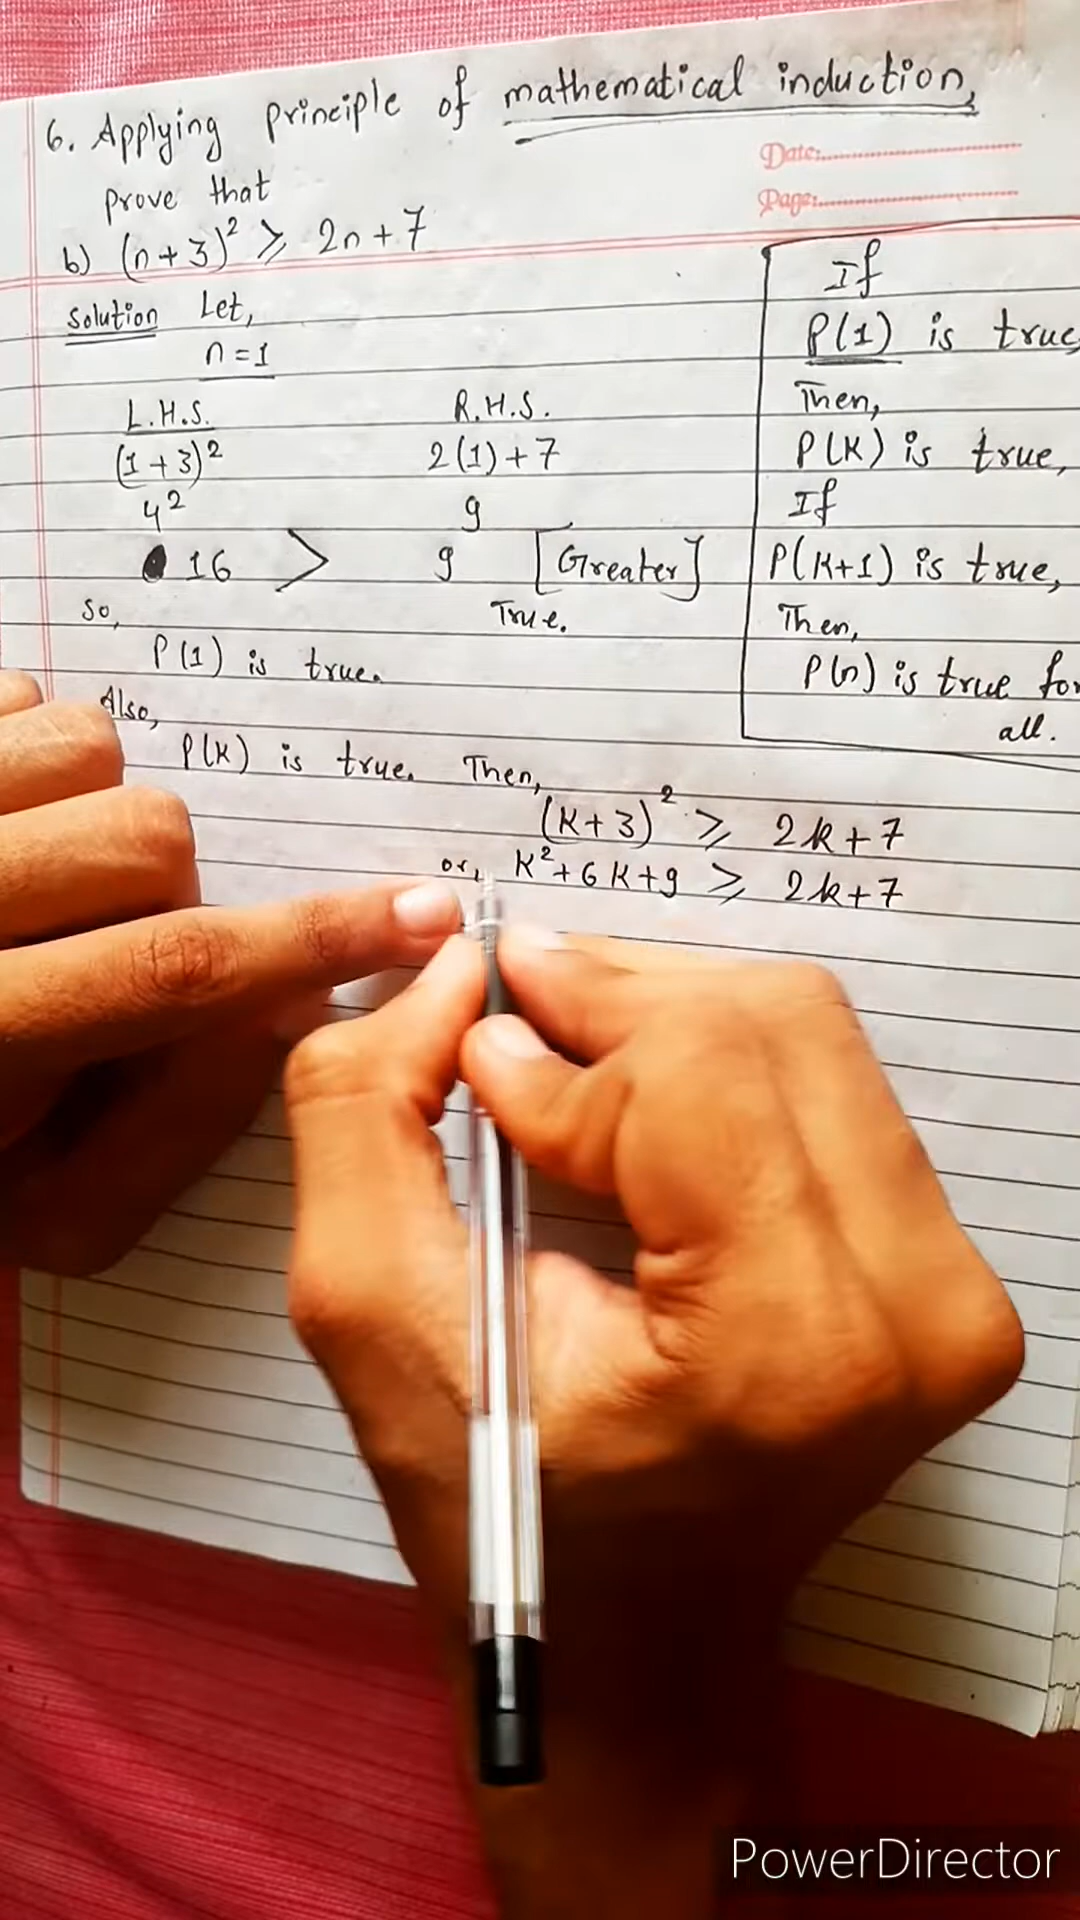 6. Applying principle of mathematical induction,
prove that
Date:
Page:
b) (n+3)² ≥ 2n+7
Solution Let,
n=1
L.H.S. R.H.S.
(1+3)² 2(1)+7
4² 9
16 > 9 [Greater]
True.
So,
P(1) is true.
Also,
P(K) is true. Then,
(K+3)² ≥ 2k+7
or, K²+6K+9 ≥ 2k+7
If
P(1) is true,
Then,
P(K) is true,
If
P(K+1) is true,
Then,
P(n) is true for
all.
PowerDirector